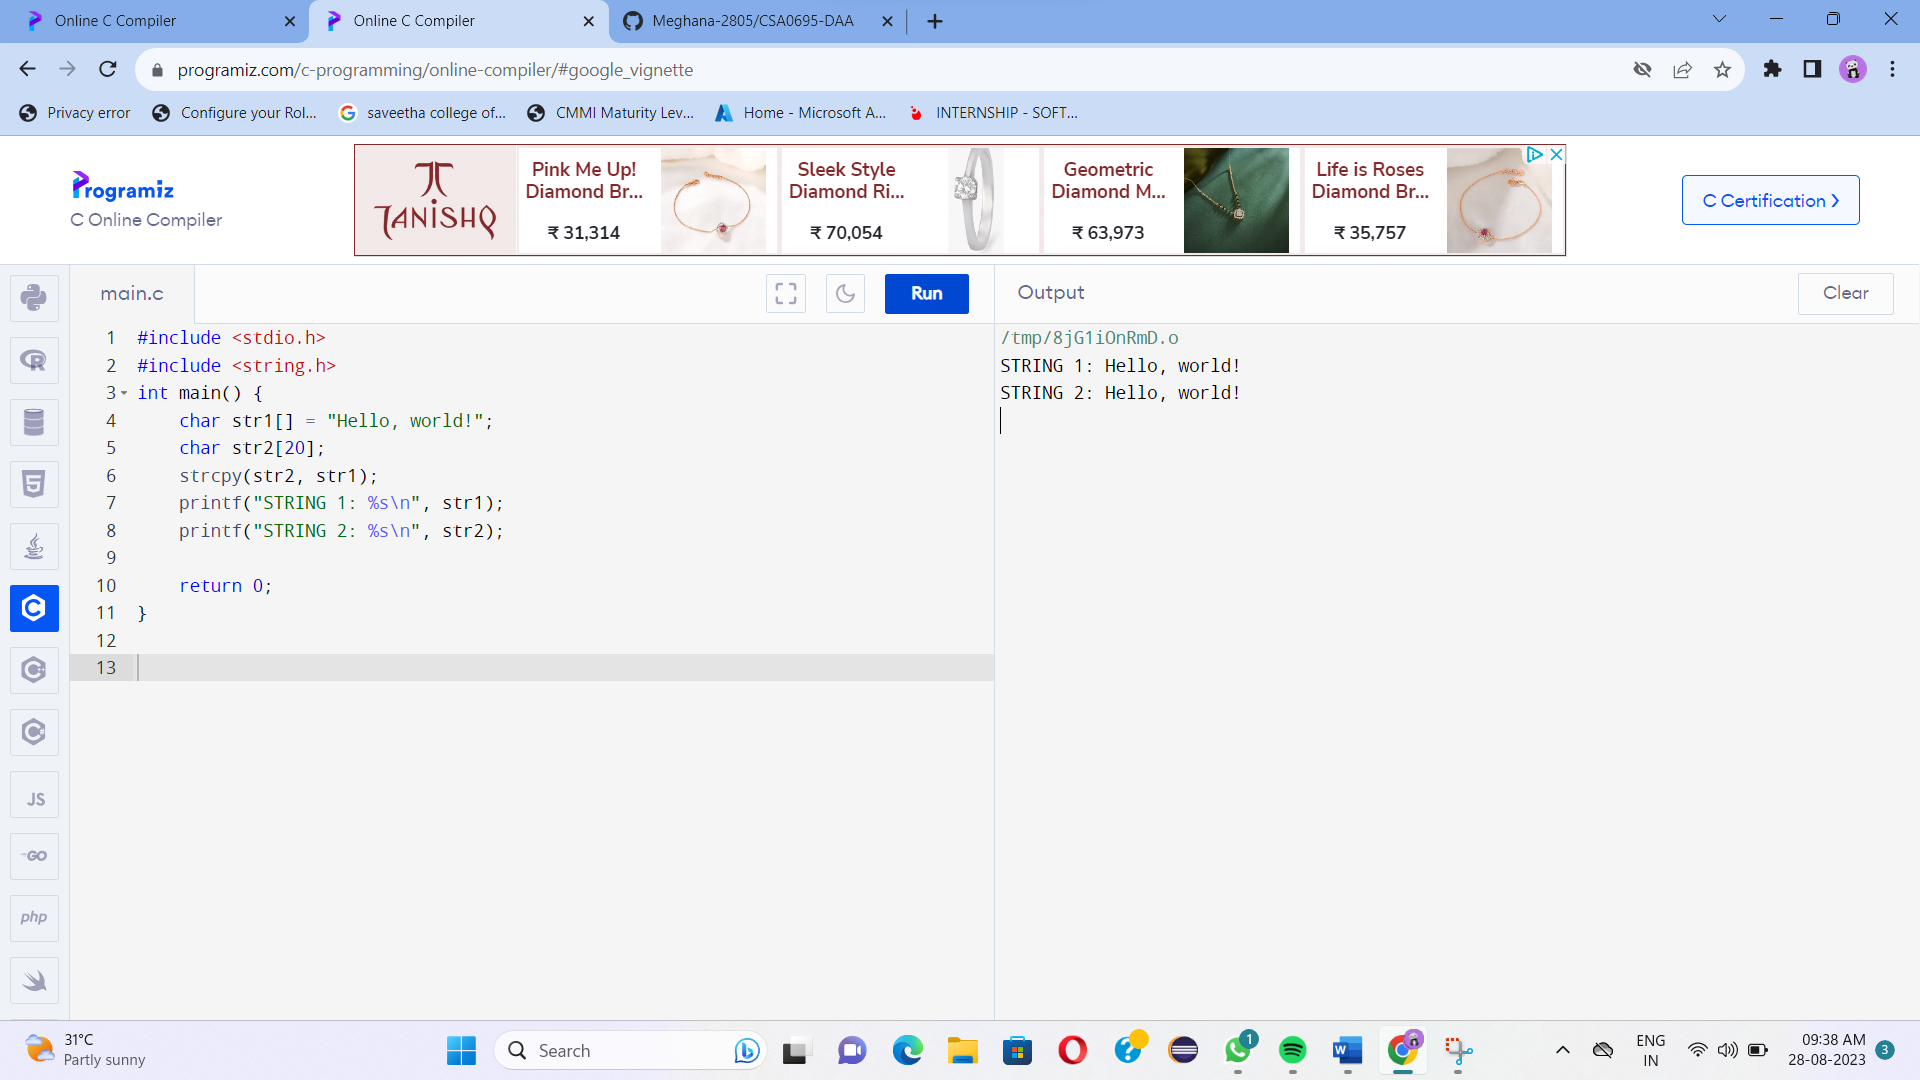 Online C Compiler
Online C Compiler
Meghana-2805/CSA0695-DAA
programiz.com/c-programming/online-compiler/#google_vignette
Privacy error
Configure your Rol...
saveetha college of...
CMMI Maturity Lev...
Home - Microsoft A...
INTERNSHIP - SOFT...
Programiz
C Online Compiler
TANISHQ
Pink Me Up!
Diamond Br...
₹ 31,314
Sleek Style
Diamond Ri...
₹ 70,054
Geometric
Diamond M...
₹ 63,973
Life is Roses
Diamond Br...
₹ 35,757
C Certification
main.c
Run
Output
Clear
1 #include <stdio.h>
2 #include <string.h>
3 int main() {
4 char str1[] = "Hello, world!";
5 char str2[20];
6 strcpy(str2, str1);
7 printf("STRING 1: %s\n", str1);
8 printf("STRING 2: %s\n", str2);
9
10 return 0;
11 }
12
13
/tmp/8jG1iOnRmD.o
STRING 1: Hello, world!
STRING 2: Hello, world!
JS
GO
php
31°C
Partly sunny
Search
1
ENG
IN
09:38 AM
28-08-2023
3